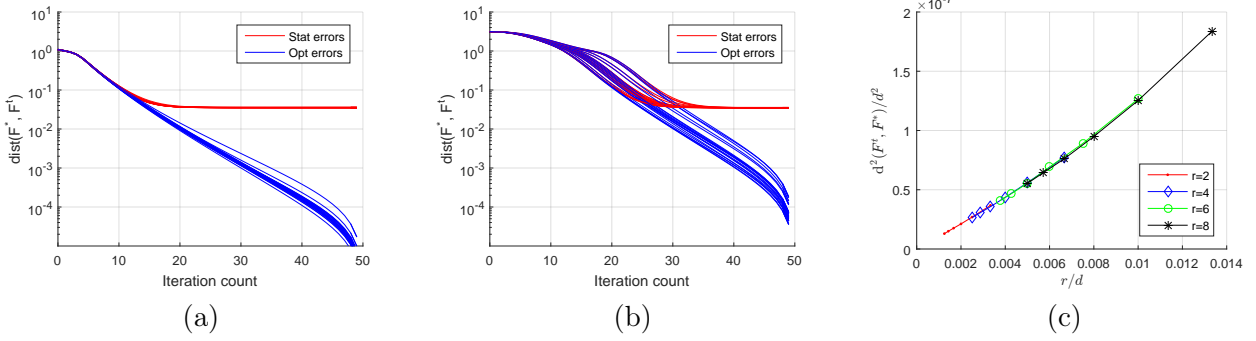 10^1
10^0
10^-1
10^-2
10^-3
10^-4
dist(F^*, F^t)
0 10 20 30 40 50
Iteration count
Stat errors
Opt errors
(a)
10^1
10^0
10^-1
10^-2
10^-3
10^-4
dist(F^*, F^t)
0 10 20 30 40 50
Iteration count
Stat errors
Opt errors
(b)
2
1.5
1
0.5
0
d^2(F^t, F^*)/d^2
0 0.002 0.004 0.006 0.008 0.01 0.012 0.014
r/d
r=2
r=4
r=6
r=8
(c)